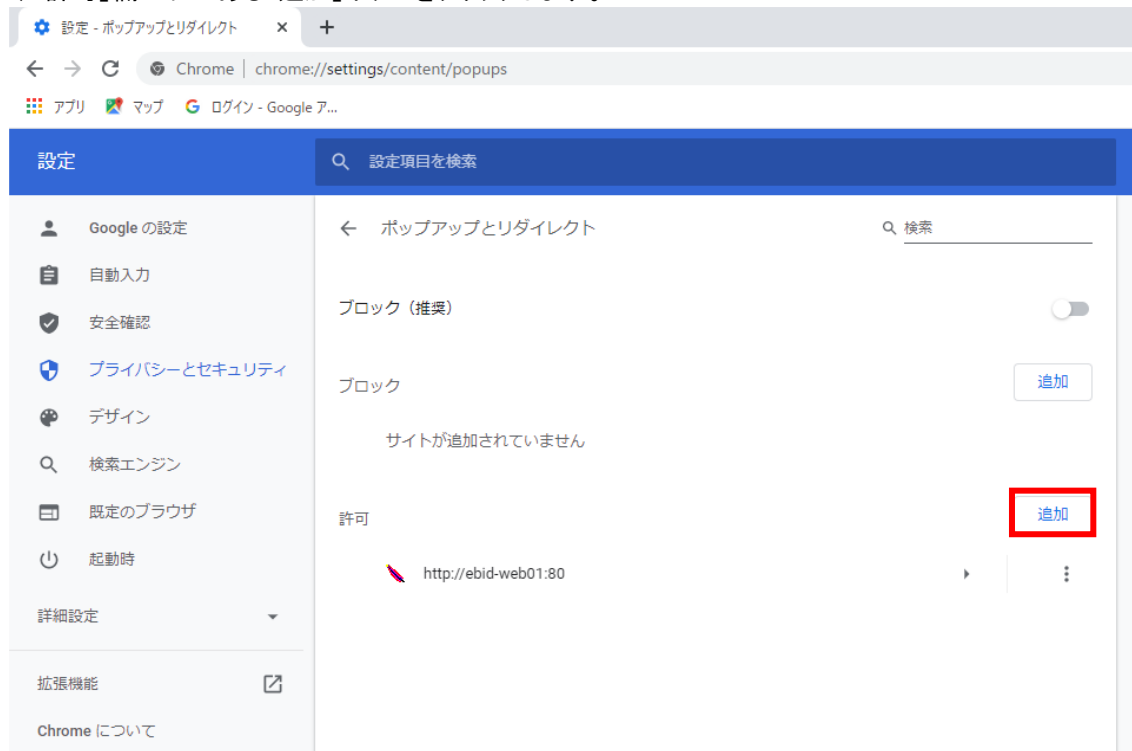 設定 - ポップアップとリダイレクト
Chrome | chrome://settings/content/popups
アプリ マップ ログイン - Google ア...
設定
設定項目を検索
Google の設定
自動入力
安全確認
プライバシーとセキュリティ
デザイン
検索エンジン
既定のブラウザ
起動時
詳細設定
拡張機能
Chrome について
ポップアップとリダイレクト
検索
ブロック（推奨）
ブロック
追加
サイトが追加されていません
許可
追加
http://ebid-web01:80